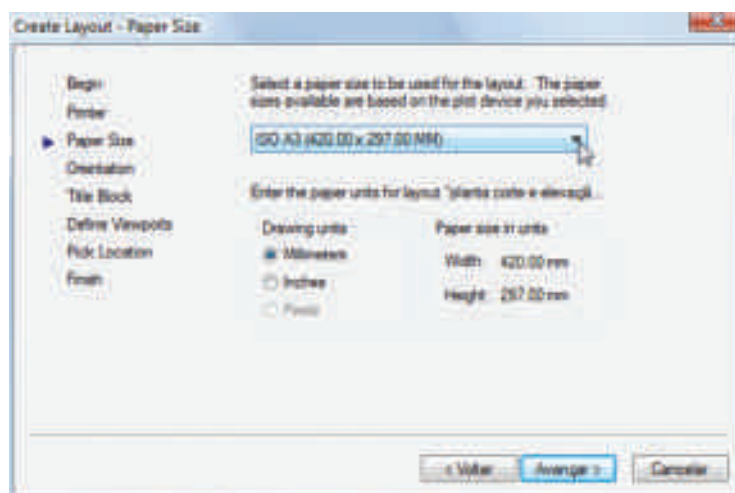 Create Layout - Paper Size
Begin
Printer
Paper Size
Orientation
Title Block
Define Viewports
Pick Location
Finish
Select a paper size to be used for the layout. The paper
sizes available are based on the plot device you selected.
ISO A3 (420.00 x 297.00 MM)
Enter the paper units for layout "planta corte e
Drawing units
Millimeters
Inches
Pixels
Paper size in units
Width: 420.00 mm
Height: 297.00 mm
< Voltar
Avançar >
Cancelar